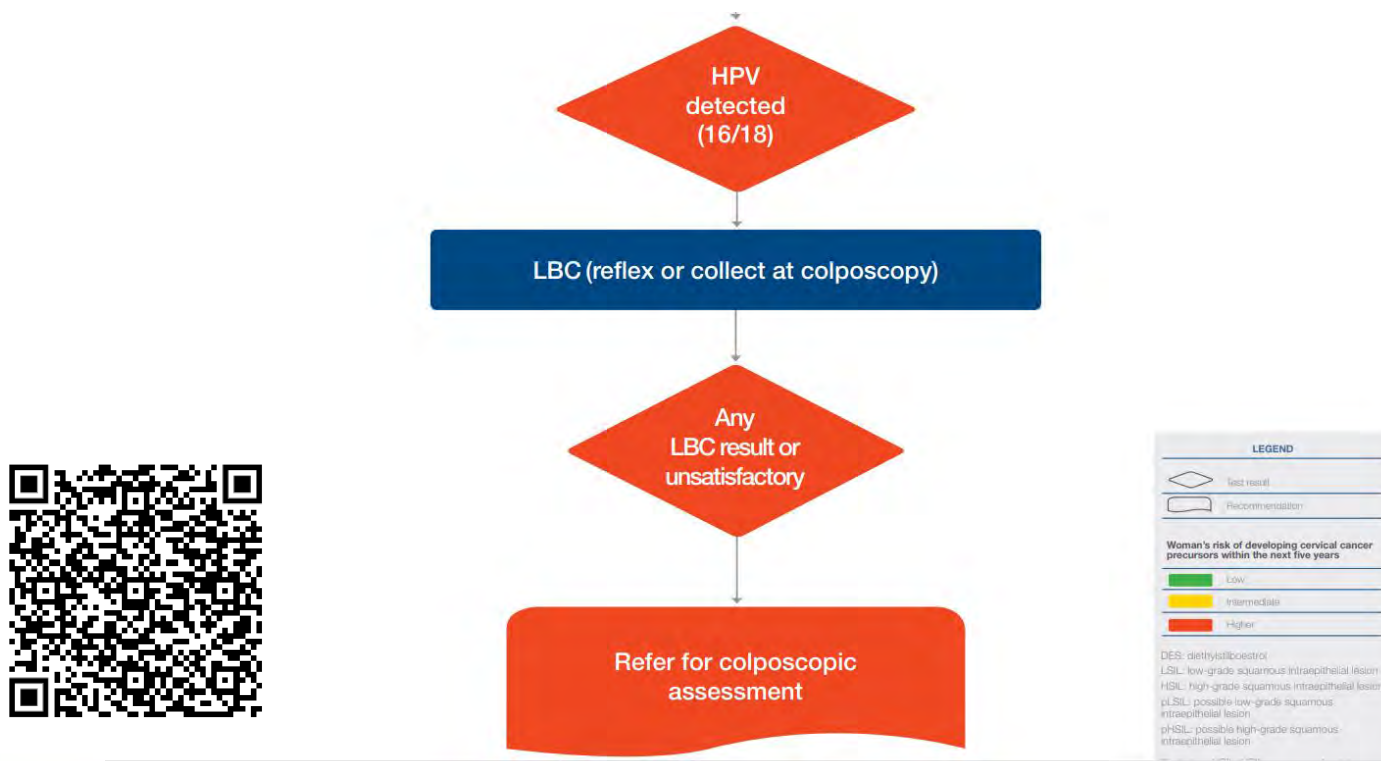 HPV
detected
(16/18)
LBC (reflex or collect at colposcopy)
Any
LBC result or
unsatisfactory
Refer for colposcopic
assessment
LEGEND
Test result
Recommendation
Woman's risk of developing cervical cancer
precursors within the next five years
Low
Intermediate
Higher
DES: diethylstilboestrol
LSIL: low-grade squamous intraepithelial lesion
HSIL: high-grade squamous intraepithelial lesion
pLSIL: possible low-grade squamous
intraepithelial lesion
pHSIL: possible high-grade squamous
intraepithelial lesion